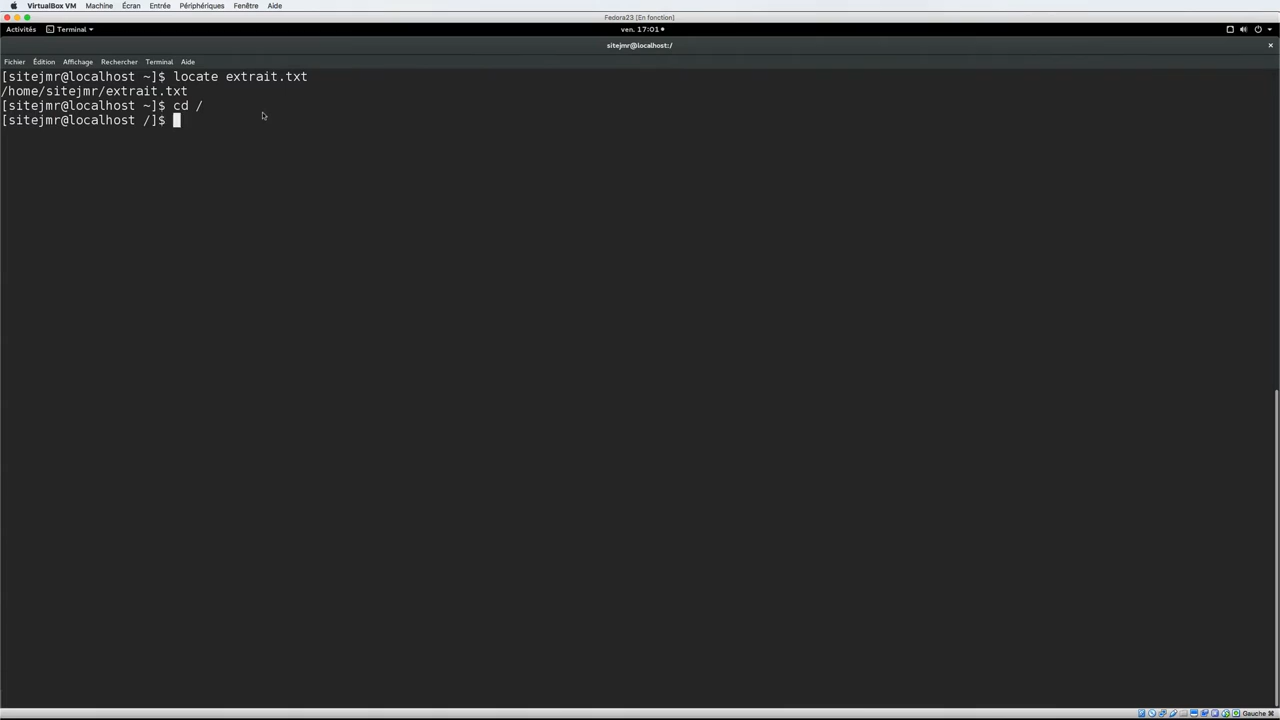 VirtualBox VM Machine Écran Entrée Périphériques Fenêtre Aide
Fedora23 [En fonction]
Activités Terminal ven. 17:01
sitejmr@localhost:/
Fichier Édition Affichage Rechercher Terminal Aide
[sitejmr@localhost ~]$ locate extrait.txt
/home/sitejmr/extrait.txt
[sitejmr@localhost ~]$ cd /
[sitejmr@localhost /]$
Gauche ⌘